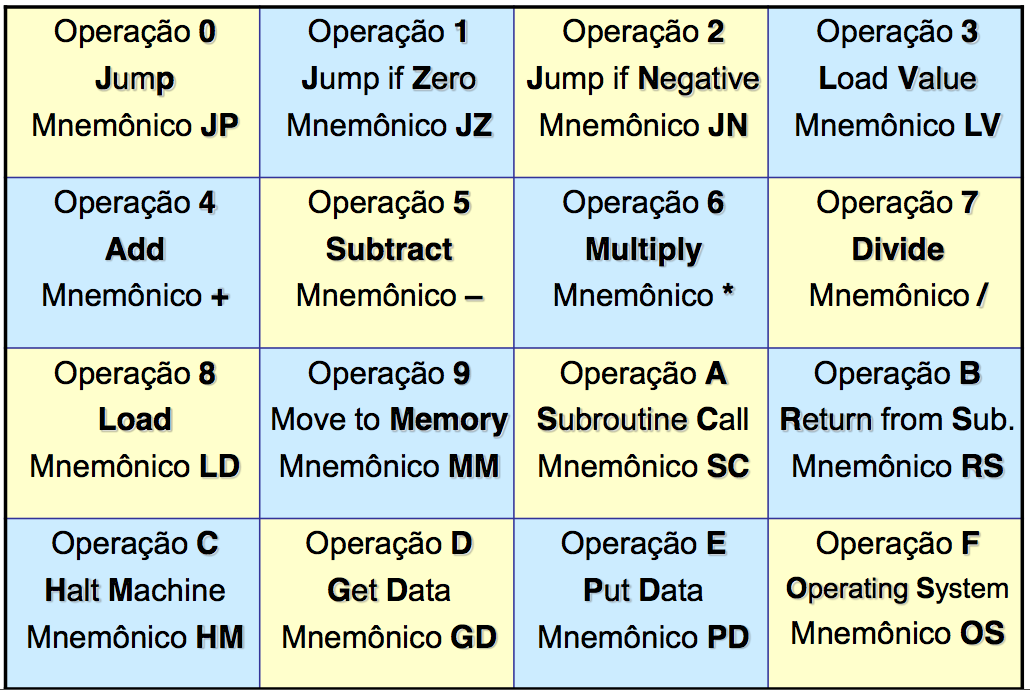 Operação 0
Jump
Mnemônico JP
Operação 1
Jump if Zero
Mnemônico JZ
Operação 2
Jump if Negative
Mnemônico JN
Operação 3
Load Value
Mnemônico LV
Operação 4
Add
Mnemônico +
Operação 5
Subtract
Mnemônico –
Operação 6
Multiply
Mnemônico *
Operação 7
Divide
Mnemônico /
Operação 8
Load
Mnemônico LD
Operação 9
Move to Memory
Mnemônico MM
Operação A
Subroutine Call
Mnemônico SC
Operação B
Return from Sub.
Mnemônico RS
Operação C
Halt Machine
Mnemônico HM
Operação D
Get Data
Mnemônico GD
Operação E
Put Data
Mnemônico PD
Operação F
Operating System
Mnemônico OS